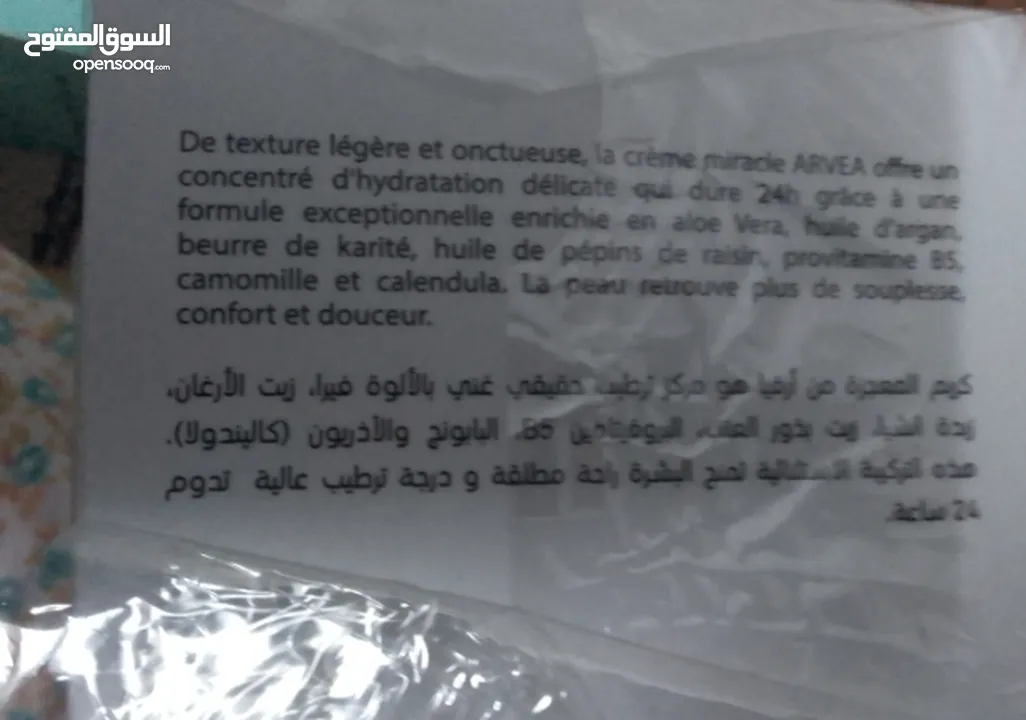 السوق المفتوح
opensooq.com
De texture légère et onctueuse, la crème miracle ARVEA offre un
concentré d'hydratation délicate qui dure 24h grâce à une
formule exceptionnelle enrichie en aloe Vera, huile d'argan,
beurre de karité, huile de pépins de raisin, provitamine B5,
camomille et calendula. La peau retrouve plus de souplesse,
confort et douceur.
كريم المعجزة من أرفيا هو مركز ترطيب حقيقي غني بالألوة فيرا، زيت الأرغان،
زبدة الشيا، زيت بذور العنب، البروفيتامين B5، البابونج والأذريون (كاليندولا).
هذه التركيبة الاستثنائية تمنح البشرة راحة مطلقة و درجة ترطيب عالية تدوم
24 ساعة.